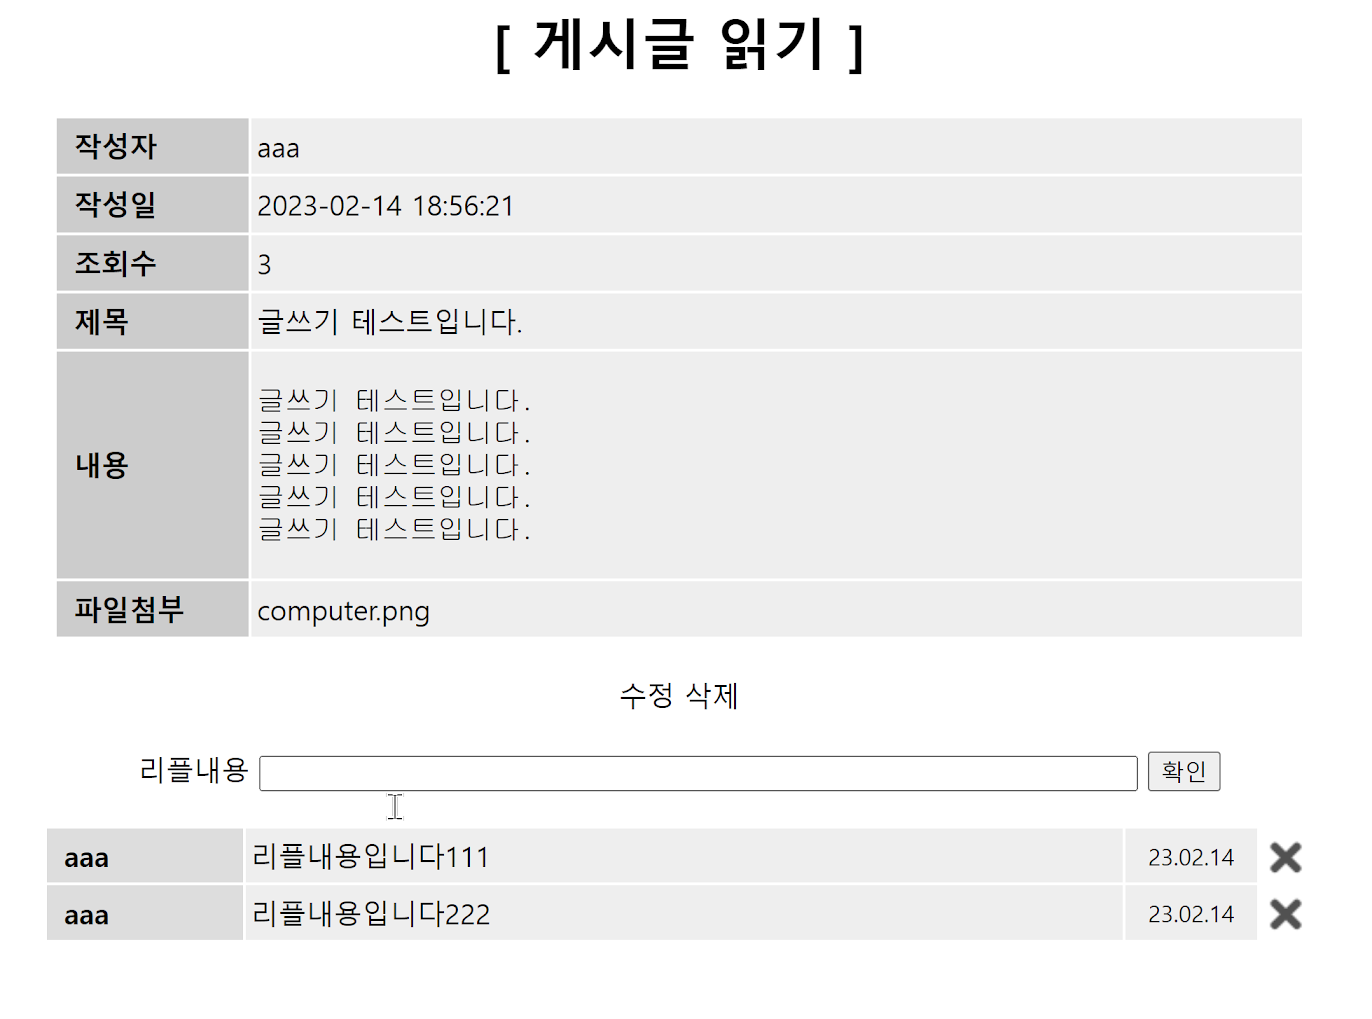 [ 게시글 읽기 ]
작성자 aaa
작성일 2023-02-14 18:56:21
조회수 3
제목 글쓰기 테스트입니다.
내용
글쓰기 테스트입니다.
글쓰기 테스트입니다.
글쓰기 테스트입니다.
글쓰기 테스트입니다.
글쓰기 테스트입니다.
파일첨부 computer.png
수정 삭제
리플내용 확인
aaa 리플내용입니다111 23.02.14
aaa 리플내용입니다222 23.02.14